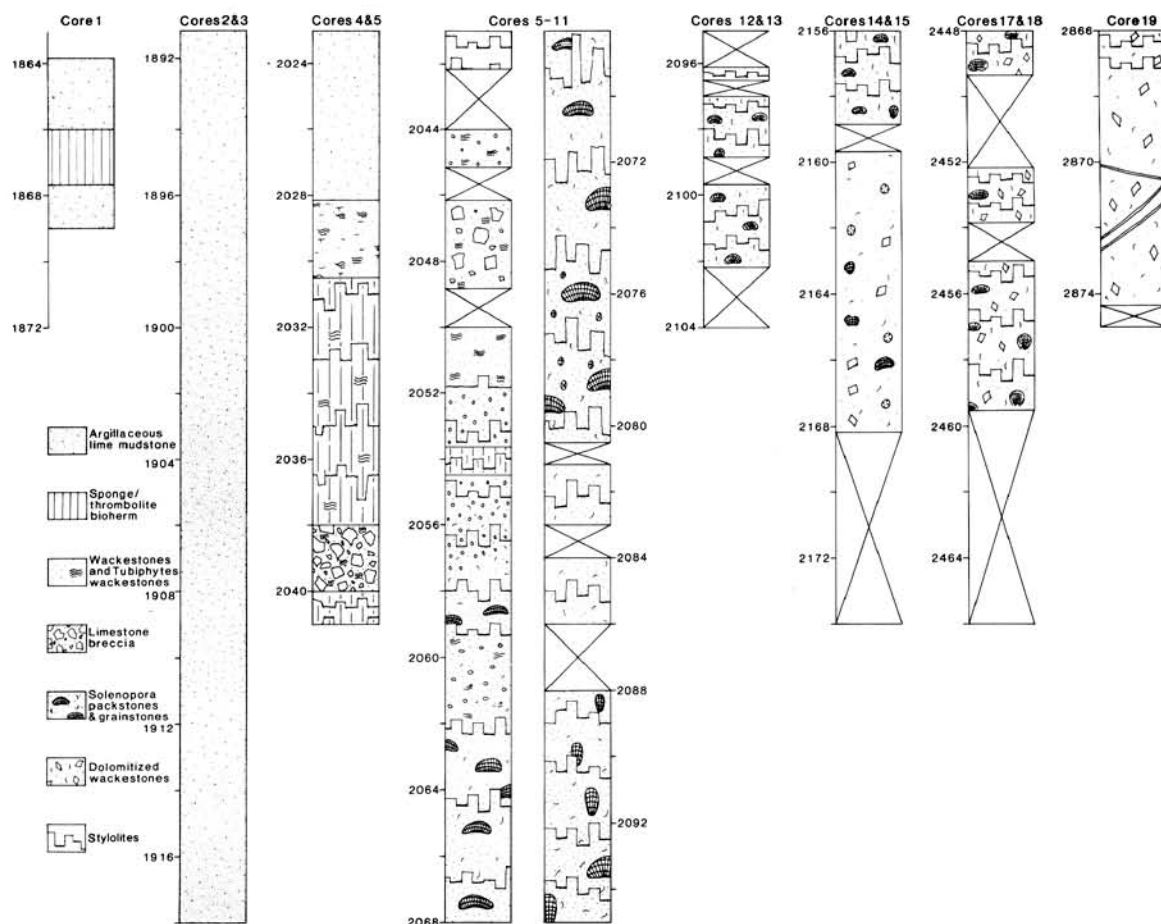 Core 1
1864
1868
1872
Cores 2&3
1892
1896
1900
1904
1908
1912
1916
Cores 4&5
2024
2028
2032
2036
2040
Cores 5-11
2044
2048
2052
2056
2060
2064
2068
2072
2076
2080
2084
2088
2092
Cores 12&13
2096
2100
2104
Cores 14&15
2156
2160
2164
2168
2172
Cores 17&18
2448
2452
2456
2460
2464
Core 19
2866
2870
2874
Argillaceous
lime mudstone
Sponge/
thrombolite
bioherm
Wackestones
and Tubiphytes
wackestones
Limestone
breccia
Solenopora
packstones
& grainstones
Dolomitized
wackestones
Stylolites